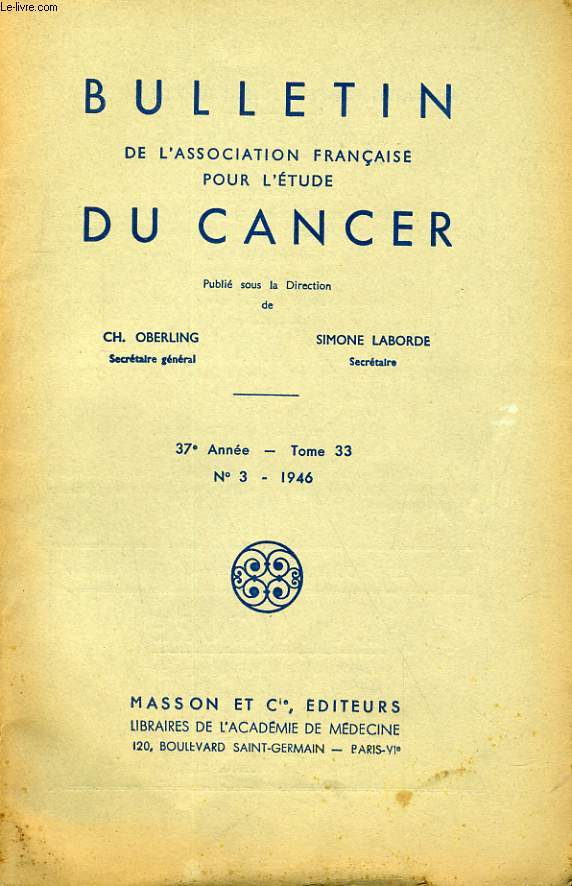 Le-livre.com
BULLETIN
DE L'ASSOCIATION FRANÇAISE
POUR L'ÉTUDE
DU CANCER
Publié sous la Direction
de
CH. OBERLING
Secrétaire général
SIMONE LABORDE
Secrétaire
37e Année — Tome 33
No 3 - 1946
MASSON ET Cie, ÉDITEURS
LIBRAIRES DE L'ACADÉMIE DE MÉDECINE
120, BOULEVARD SAINT-GERMAIN — PARIS-VIe